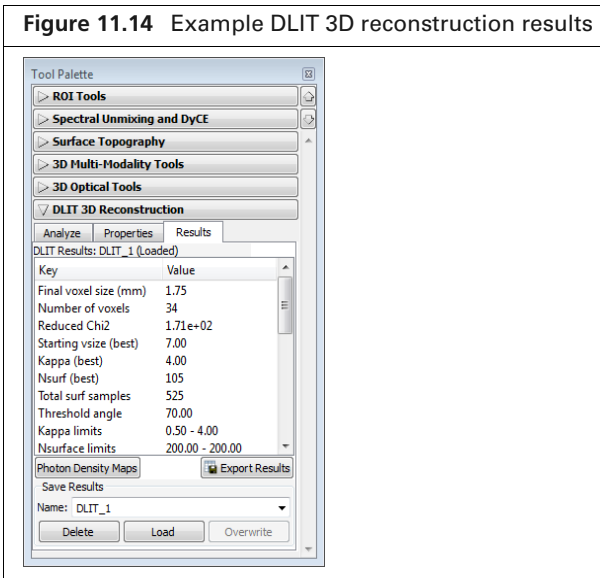 Figure 11.14 Example DLIT 3D reconstruction results
Tool Palette
ROI Tools
Spectral Unmixing and DyCE
Surface Topography
3D Multi-Modality Tools
3D Optical Tools
DLIT 3D Reconstruction
Analyze Properties Results
DLIT Results: DLIT_1 (Loaded)
Key Value
Final voxel size (mm) 1.75
Number of voxels 34
Reduced Chi2 1.71e+02
Starting vsize (best) 7.00
Kappa (best) 4.00
Nsurf (best) 105
Total surf samples 525
Threshold angle 70.00
Kappa limits 0.50 - 4.00
Nsurface limits 200.00 - 200.00
Photon Density Maps Export Results
Save Results
Name: DLIT_1
Delete Load Overwrite